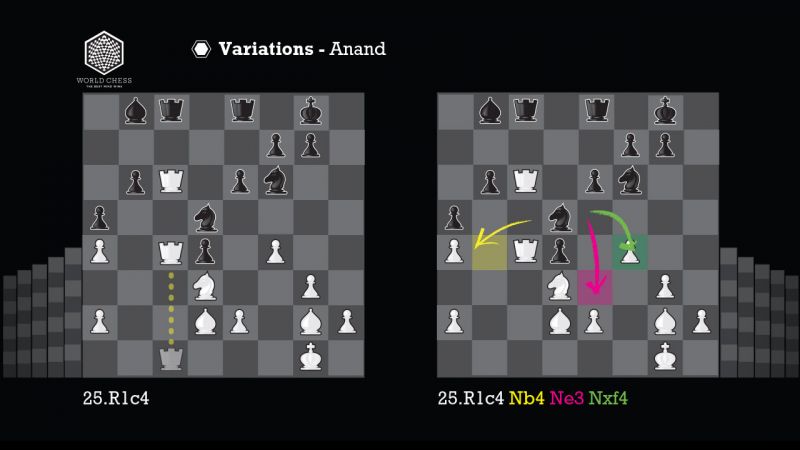 Variations - Anand
WORLD CHESS
THE BEST MIND WINS
25.R1c4
25.R1c4 Nb4 Ne3 Nxf4